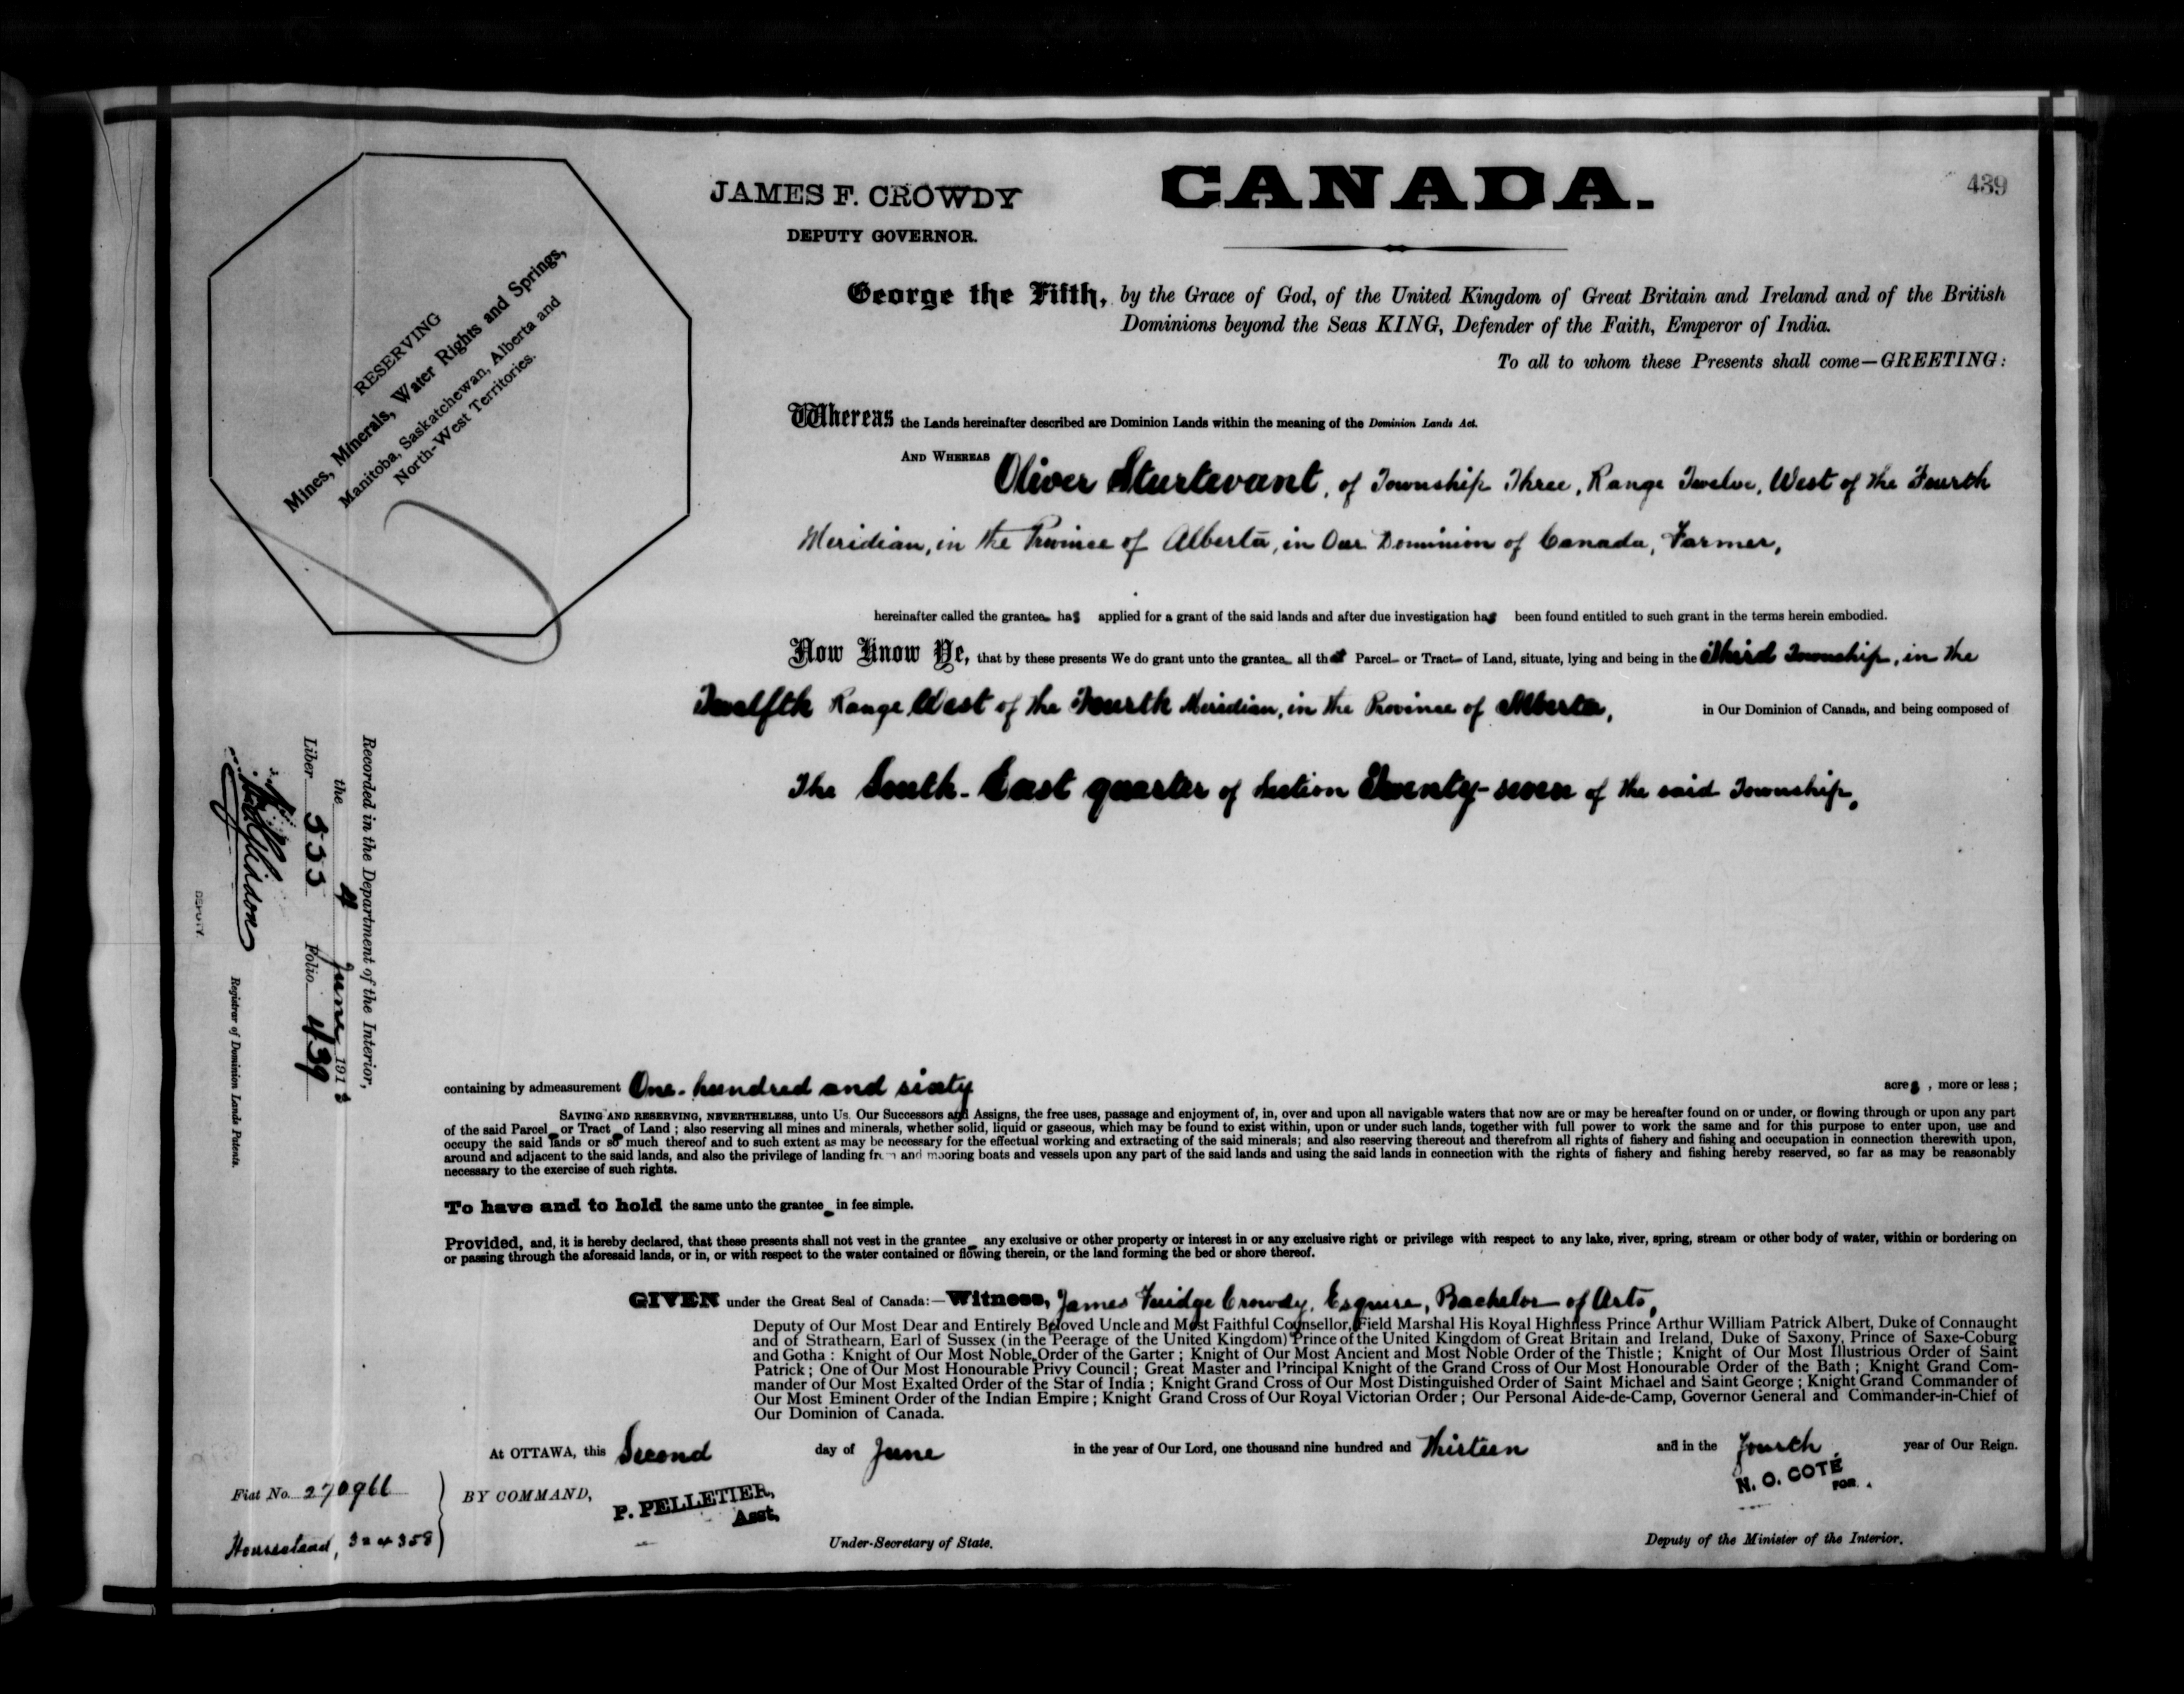 439
JAMES F. CROWDY
DEPUTY GOVERNOR.
CANADA.
RESERVING
Mines, Minerals, Water Rights and Springs,
Manitoba, Saskatchewan, Alberta and
North-West Territories.
George the Fifth, by the Grace of God, of the United Kingdom of Great Britain and Ireland and of the British
Dominions beyond the Seas KING, Defender of the Faith, Emperor of India.
To all to whom these Presents shall come—GREETING:
Whereas the Lands hereinafter described are Dominion Lands within the meaning of the Dominion Lands Act.
AND WHEREAS Oliver Sturtevant, of Township Three, Range Twelve, West of the Fourth
Meridian, in the Province of Alberta, in Our Dominion of Canada, Farmer,
hereinafter called the grantee has applied for a grant of the said lands and after due investigation has been found entitled to such grant in the terms herein embodied.
Now Know Ye, that by these presents We do grant unto the grantee all that Parcel or Tract of Land, situate, lying and being in the Third Township, in the
Twelfth Range West of the Fourth Meridian, in the Province of Alberta, in Our Dominion of Canada, and being composed of
The South-East quarter of Section Twenty-seven of the said Township,
containing by admeasurement One hundred and sixty acres, more or less;
SAVING AND RESERVING, NEVERTHELESS, unto Us. Our Successors and Assigns, the free uses, passage and enjoyment of, in, over and upon all navigable waters that now are or may be hereafter found on or under, or flowing through or upon any part
of the said Parcel or Tract of Land; also reserving all mines and minerals, whether solid, liquid or gaseous, which may be found to exist within, upon or under such lands, together with full power to work the same and for this purpose to enter upon, use and
occupy the said lands or so much thereof and to such extent as may be necessary for the effectual working and extracting of the said minerals; and also reserving thereout and therefrom all rights of fishery and fishing and occupation in connection therewith upon,
around and adjacent to the said lands, and also the privilege of landing from and mooring boats and vessels upon any part of the said lands and using the said lands in connection with the rights of fishery and fishing hereby reserved, so far as may be reasonably
necessary to the exercise of such rights.
To have and to hold the same unto the grantee in fee simple.
Provided, and, it is hereby declared, that these presents shall not vest in the grantee any exclusive or other property or interest in or any exclusive right or privilege with respect to any lake, river, spring, stream or other body of water, within or bordering on
or passing through the aforesaid lands, or in, or with respect to the water contained or flowing therein, or the land forming the bed or shore thereof.
GIVEN under the Great Seal of Canada:—Witness, James Fuidge Crowdy, Esquire, Bachelor of Arts,
Deputy of Our Most Dear and Entirely Beloved Uncle and Most Faithful Counsellor, Field Marshal His Royal Highness Prince Arthur William Patrick Albert, Duke of Connaught
and of Strathearn, Earl of Sussex (in the Peerage of the United Kingdom) Prince of the United Kingdom of Great Britain and Ireland, Duke of Saxony, Prince of Saxe-Coburg
and Gotha: Knight of Our Most Noble Order of the Garter; Knight of Our Most Ancient and Most Noble Order of the Thistle; Knight of Our Most Illustrious Order of Saint
Patrick; One of Our Most Honourable Privy Council; Great Master and Principal Knight of the Grand Cross of Our Most Honourable Order of the Bath; Knight Grand Com-
mander of Our Most Exalted Order of the Star of India; Knight Grand Cross of Our Most Distinguished Order of Saint Michael and Saint George; Knight Grand Commander of
Our Most Eminent Order of the Indian Empire; Knight Grand Cross of Our Royal Victorian Order; Our Personal Aide-de-Camp, Governor General and Commander-in-Chief of
Our Dominion of Canada.
At OTTAWA, this Second day of June in the year of Our Lord, one thousand nine hundred and Thirteen and in the Fourth year of Our Reign.
BY COMMAND,
P. PELLETIER,
Asst.
Under-Secretary of State.
N. O. COTÉ
FOR
Deputy of the Minister of the Interior.
Fiat No. 270966
Homestead,
Recorded in the Department of the Interior,
the 4 June 1913
Liber 555 Folio 439
DEPUTY
Registrar of Dominion Lands Patents.